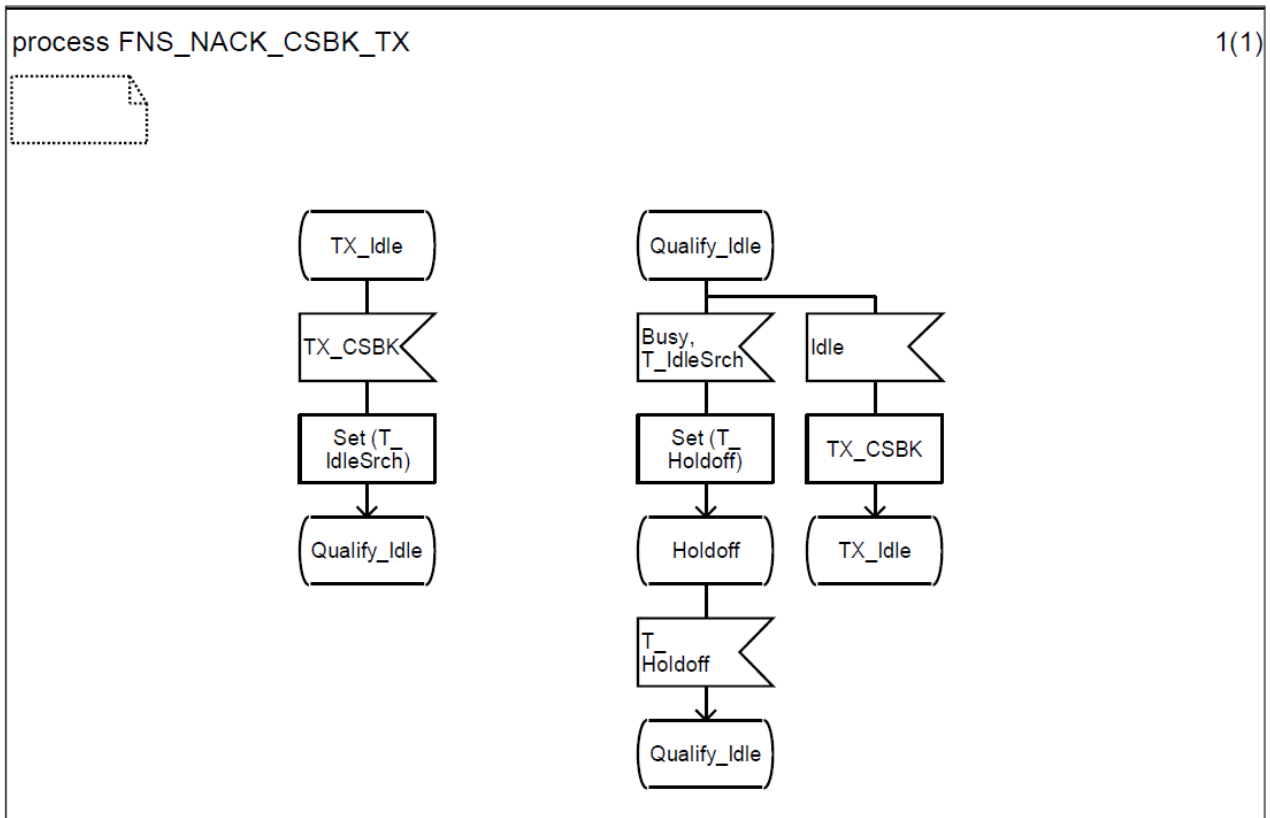 process FNS_NACK_CSBK_TX
1(1)
TX_Idle
TX_CSBK
Set (T_
IdleSrch)
Qualify_Idle
Qualify_Idle
Busy,
T_IdleSrch
Set (T_
Holdoff)
Holdoff
T_
Holdoff
Qualify_Idle
Idle
TX_CSBK
TX_Idle